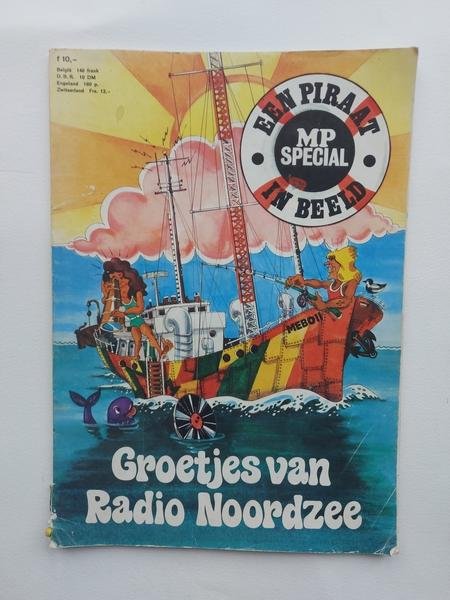 f 10,-
België 140 frank
D. B. R. 10 DM
Engeland 160 p.
Zwitserland Frs. 13,-
EEN PIRAAT
MP
SPECIAL
IN BEELD
MEBO II
Groetjes van
Radio Noordzee